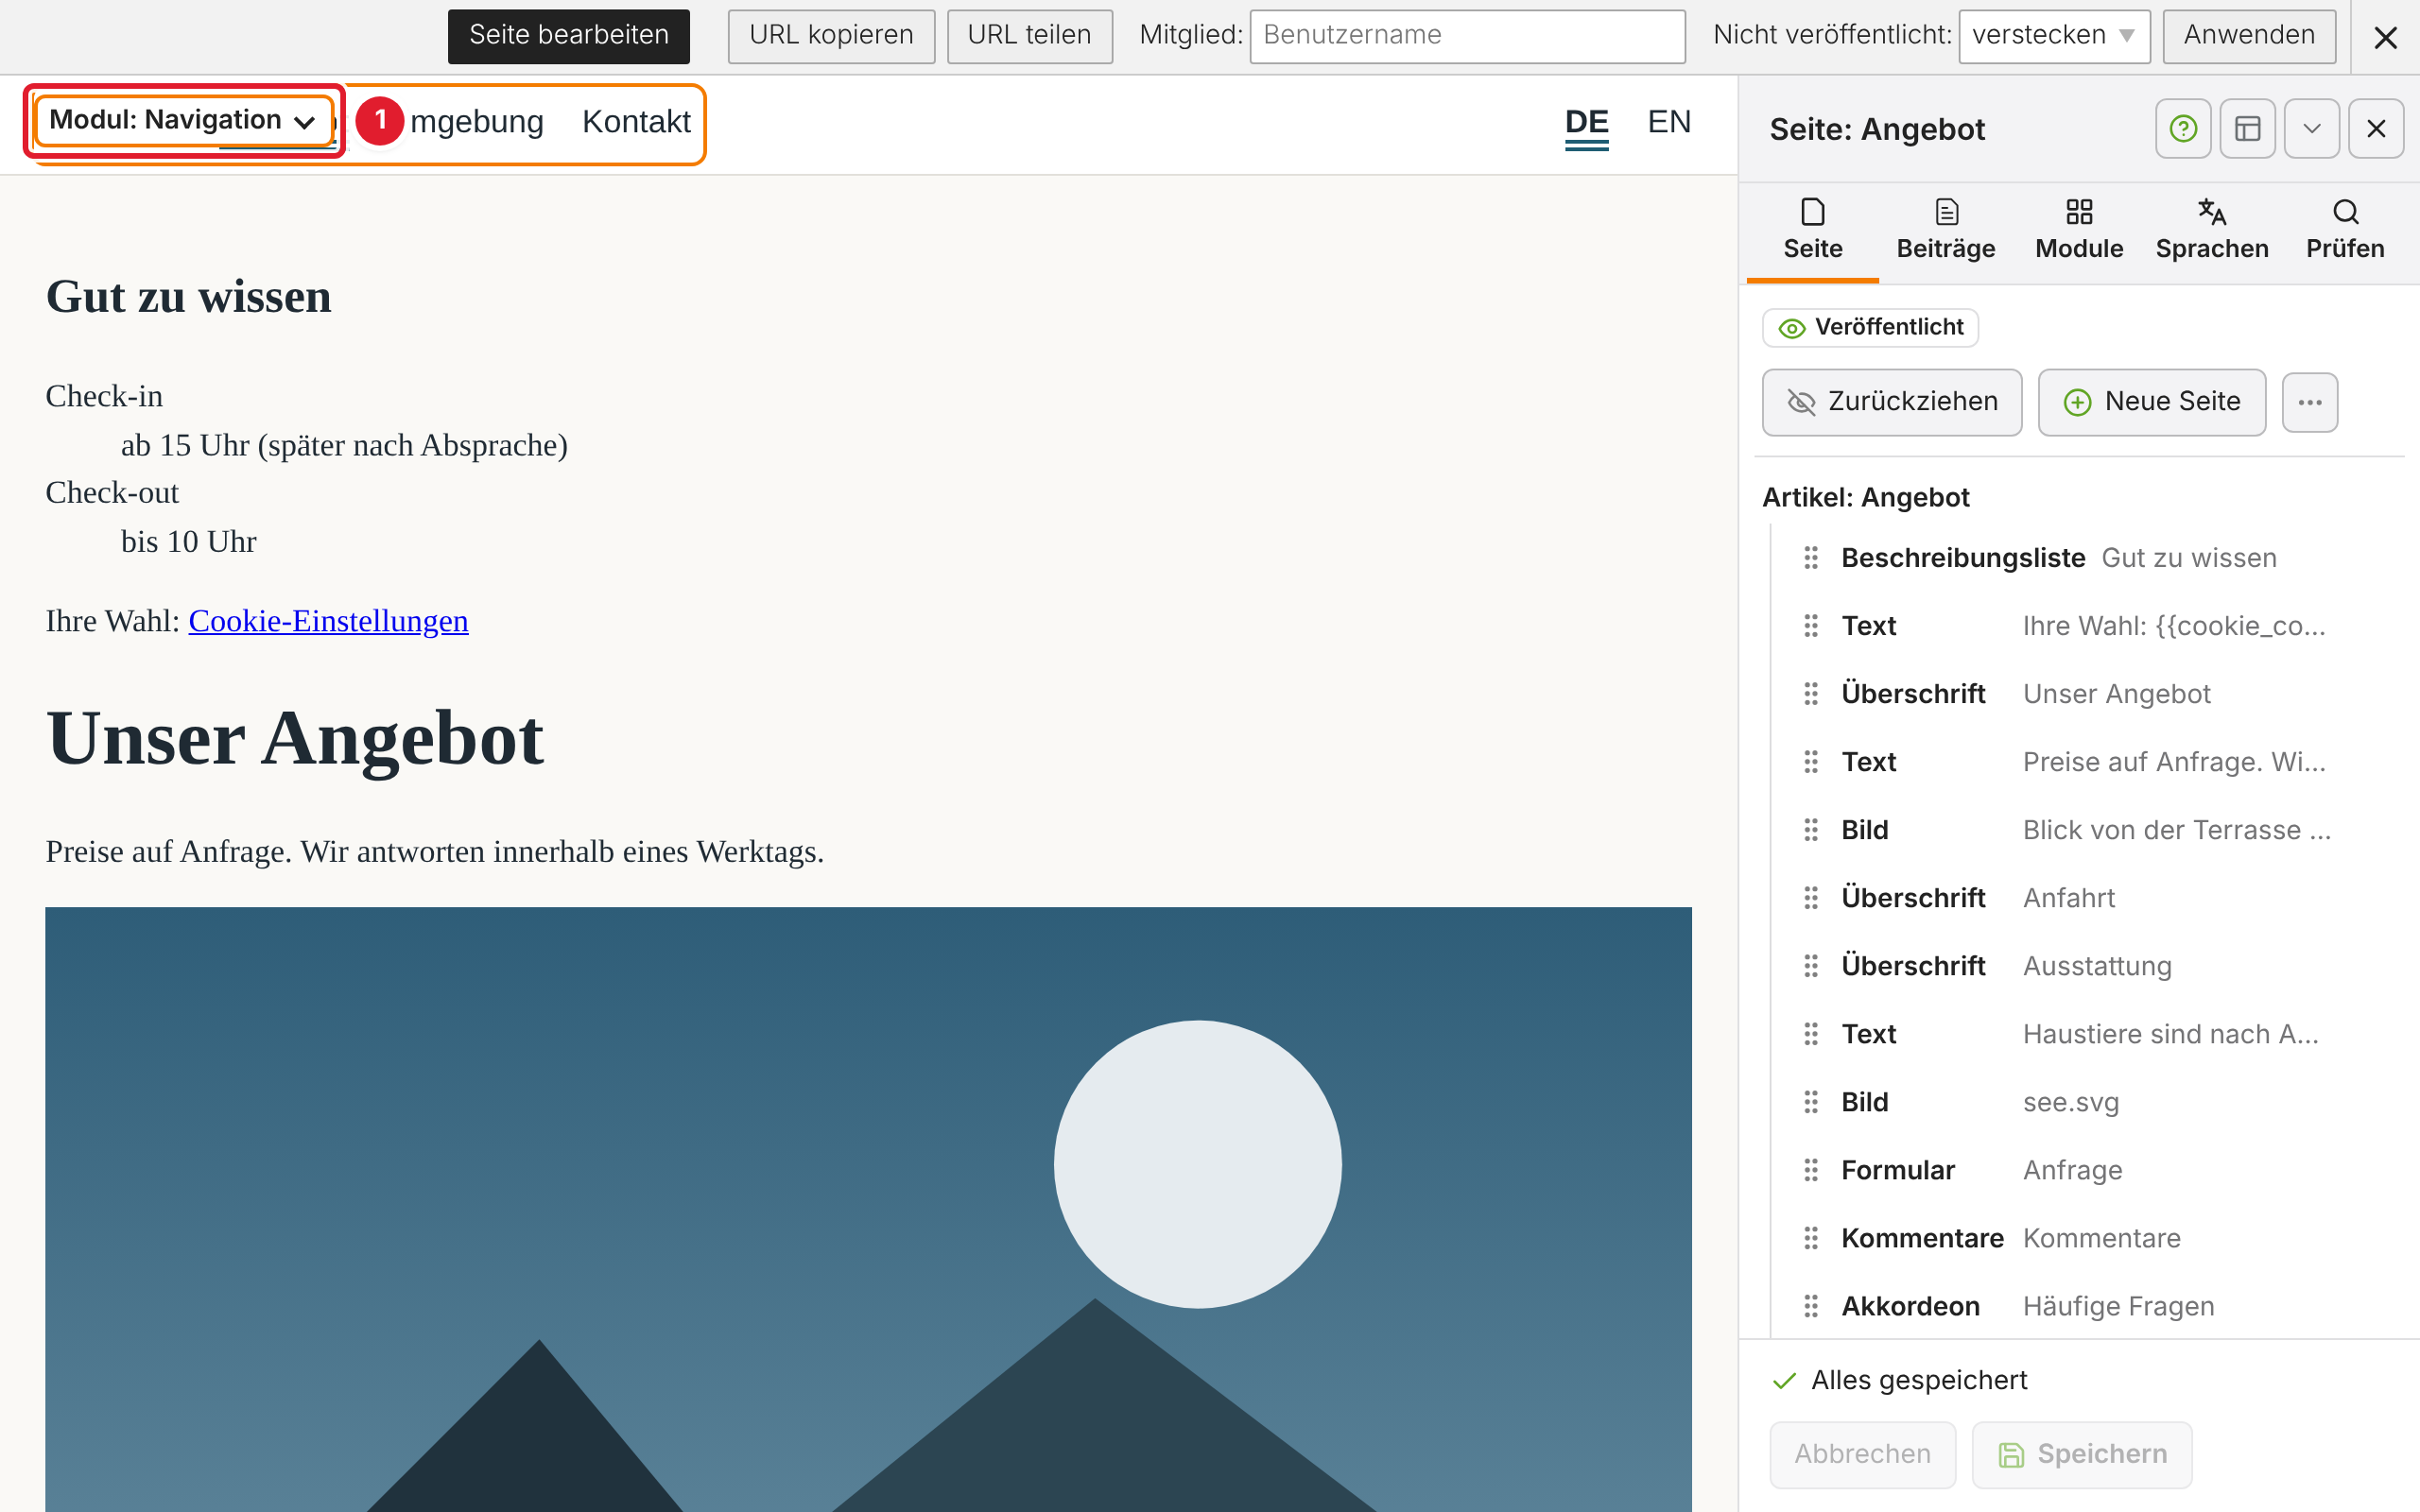 Seite bearbeiten URL kopieren URL teilen Mitglied: Benutzername Nicht veröffentlicht: verstecken Anwenden
Modul: Navigation 1 mgebung Kontakt DE EN
Gut zu wissen
Check-in
ab 15 Uhr (später nach Absprache)
Check-out
bis 10 Uhr
Ihre Wahl: Cookie-Einstellungen
Unser Angebot
Preise auf Anfrage. Wir antworten innerhalb eines Werktags.
Seite: Angebot
Seite Beiträge Module Sprachen Prüfen
Veröffentlicht
Zurückziehen Neue Seite
Artikel: Angebot
Beschreibungsliste Gut zu wissen
Text Ihre Wahl: {{cookie_co...
Überschrift Unser Angebot
Text Preise auf Anfrage. Wi...
Bild Blick von der Terrasse ...
Überschrift Anfahrt
Überschrift Ausstattung
Text Haustiere sind nach A...
Bild see.svg
Formular Anfrage
Kommentare Kommentare
Akkordeon Häufige Fragen
Alles gespeichert
Abbrechen Speichern